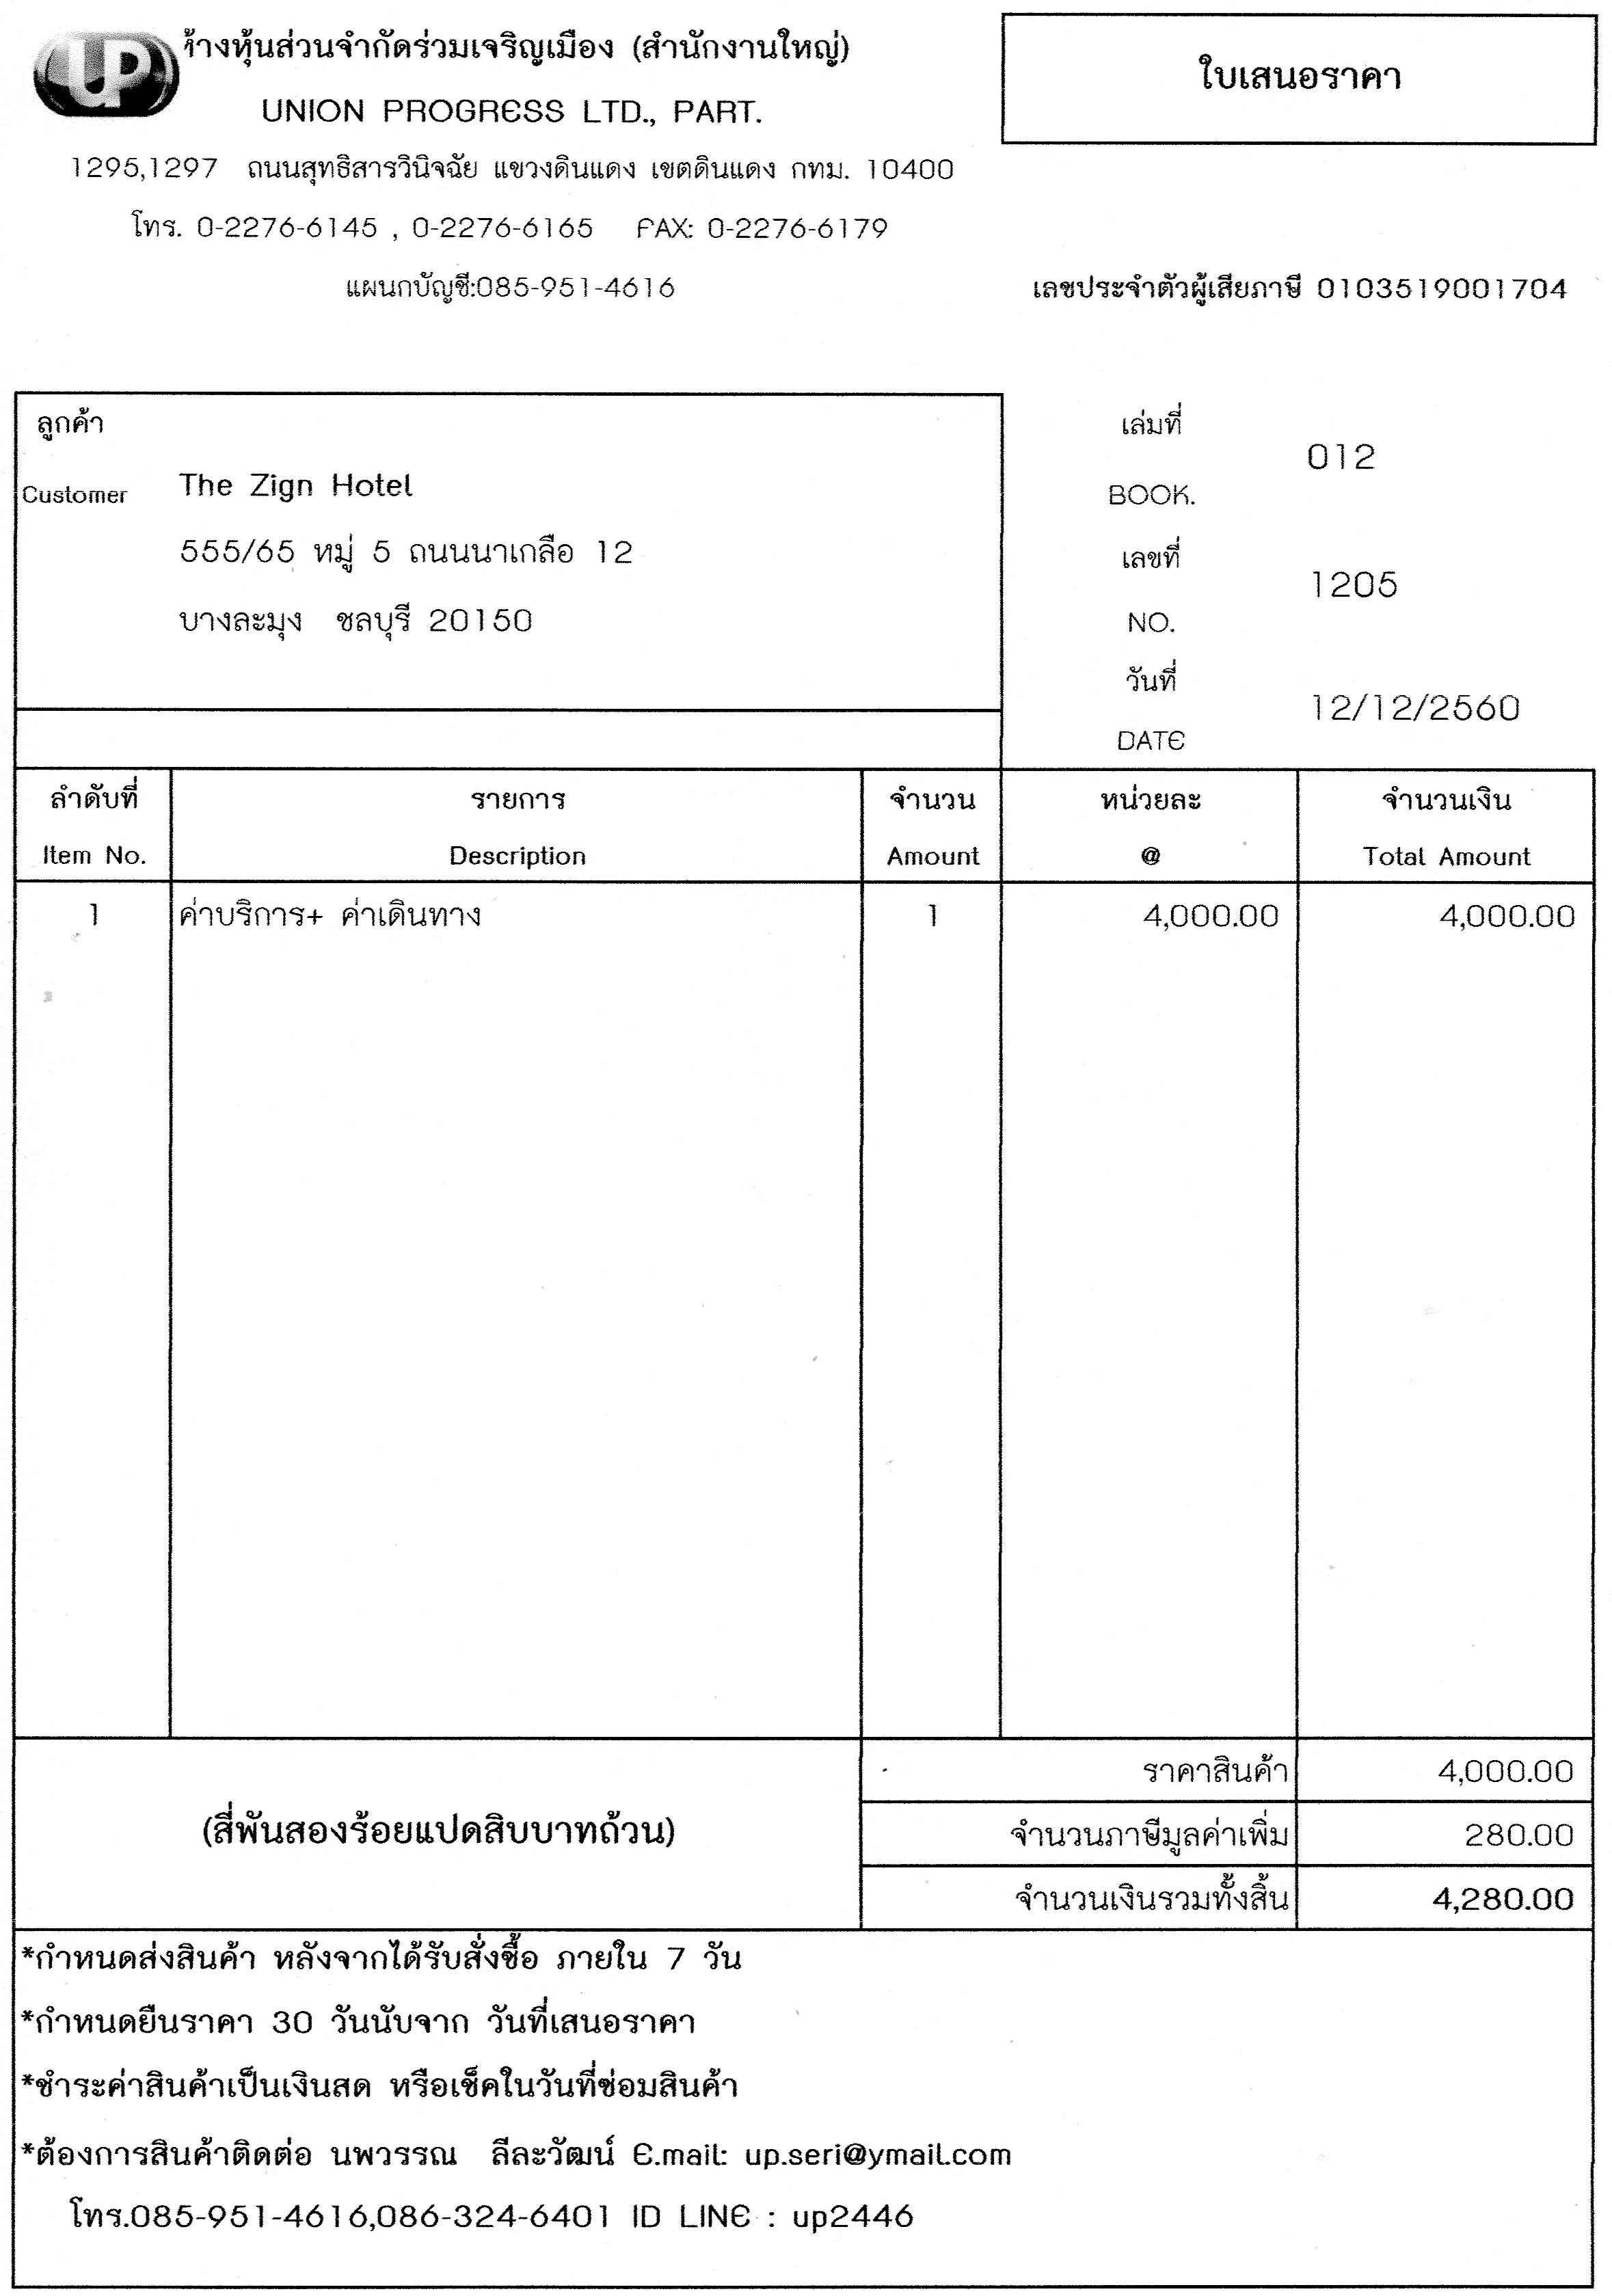 UP
ห้างหุ้นส่วนจำกัดร่วมเจริญเมือง (สำนักงานใหญ่)
ใบเสนอราคา
UNION PROGRESS LTD., PART.
1295,1297 ถนนสุทธิสารวินิจฉัย แขวงดินแดง เขตดินแดง กทม. 10400
โทร. 0-2276-6145 , 0-2276-6165 FAX: 0-2276-6179
แผนกบัญชี:085-951-4616
เลขประจำตัวผู้เสียภาษี 0103519001704
ลูกค้า
Customer The Zign Hotel
555/65 หมู่ 5 ถนนนาเกลือ 12
บางละมุง ชลบุรี 20150
เล่มที่
012
BOOK.
เลขที่
1205
NO.
วันที่
12/12/2560
DATE
ลำดับที่ รายการ จำนวน หน่วยละ จำนวนเงิน
Item No. Description Amount @ Total Amount
1 ค่าบริการ+ ค่าเดินทาง 1 4,000.00 4,000.00
ราคาสินค้า 4,000.00
(สี่พันสองร้อยแปดสิบบาทถ้วน) จำนวนภาษีมูลค่าเพิ่ม 280.00
จำนวนเงินรวมทั้งสิ้น 4,280.00
*กำหนดส่งสินค้า หลังจากได้รับสั่งซื้อ ภายใน 7 วัน
*กำหนดยืนราคา 30 วันนับจาก วันที่เสนอราคา
*ชำระค่าสินค้าเป็นเงินสด หรือเช็คในวันที่ซ่อมสินค้า
*ต้องการสินค้าติดต่อ นพวรรณ ลีละวัฒน์ E.mail: up.seri@ymail.com
โทร.085-951-4616,086-324-6401 ID LINE : up2446